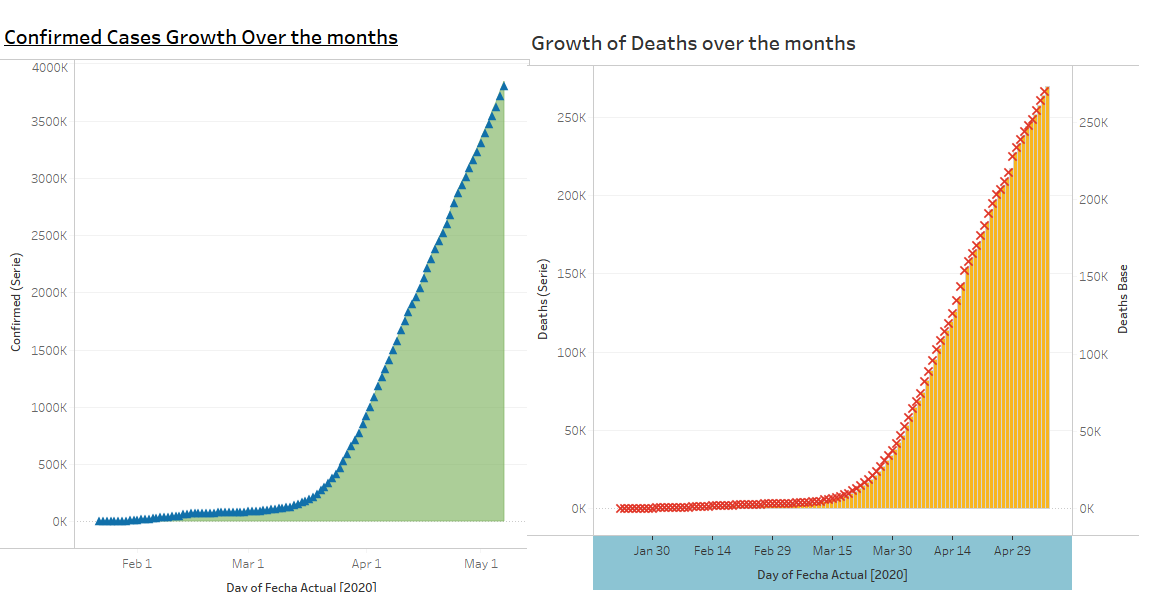 Confirmed Cases Growth Over the months
4000K
3500K
3000K
2500K
2000K
1500K
1000K
500K
0K
Confirmed (Serie)
Feb 1
Mar 1
Apr 1
May 1
Day of Fecha Actual [2020]
Growth of Deaths over the months
250K
200K
150K
100K
50K
0K
Deaths (Serie)
250K
200K
150K
100K
50K
0K
Deaths Base
Jan 30
Feb 14
Feb 29
Mar 15
Mar 30
Apr 14
Apr 29
Day of Fecha Actual [2020]